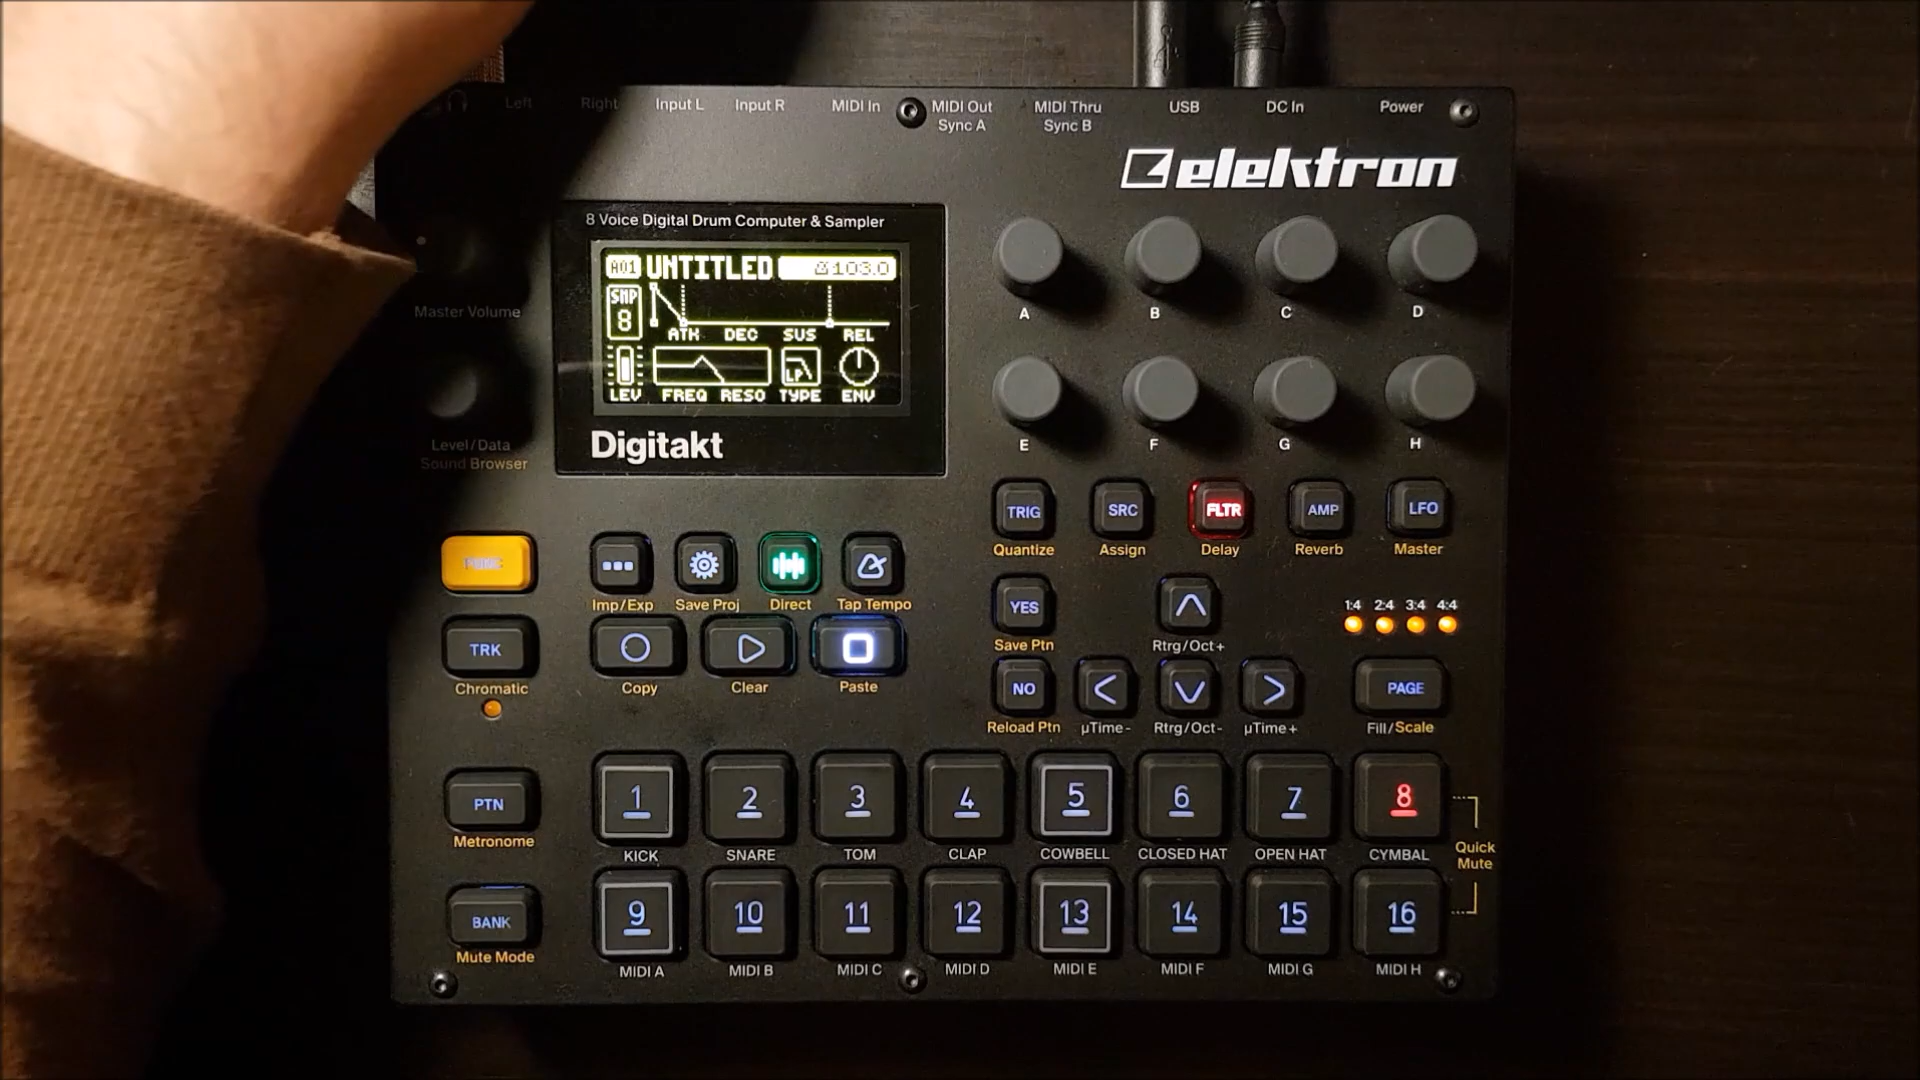 Left Right Input L Input R MIDI In MIDI Out MIDI Thru USB DC In Power
Sync A Sync B
elektron
8 Voice Digital Drum Computer & Sampler
A01 UNTITLED 103.0
SMP
8
ATK DEC SUS REL
LP
LEV FREQ RESO TYPE ENV
Digitakt
Master Volume
Level/Data
Sound Browser
A B C D
E F G H
TRIG SRC FLTR AMP LFO
Quantize Assign Delay Reverb Master
FUNC
Imp/Exp Save Proj Direct Tap Tempo
TRK
Chromatic
Copy Clear Paste
YES
Save Ptn Rtrg/Oct+
1:4 2:4 3:4 4:4
NO PAGE
Reload Ptn µTime- Rtrg/Oct- µTime+ Fill/Scale
PTN
Metronome
1 2 3 4 5 6 7 8
KICK SNARE TOM CLAP COWBELL CLOSED HAT OPEN HAT CYMBAL
Quick
Mute
BANK
Mute Mode
9 10 11 12 13 14 15 16
MIDI A MIDI B MIDI C MIDI D MIDI E MIDI F MIDI G MIDI H